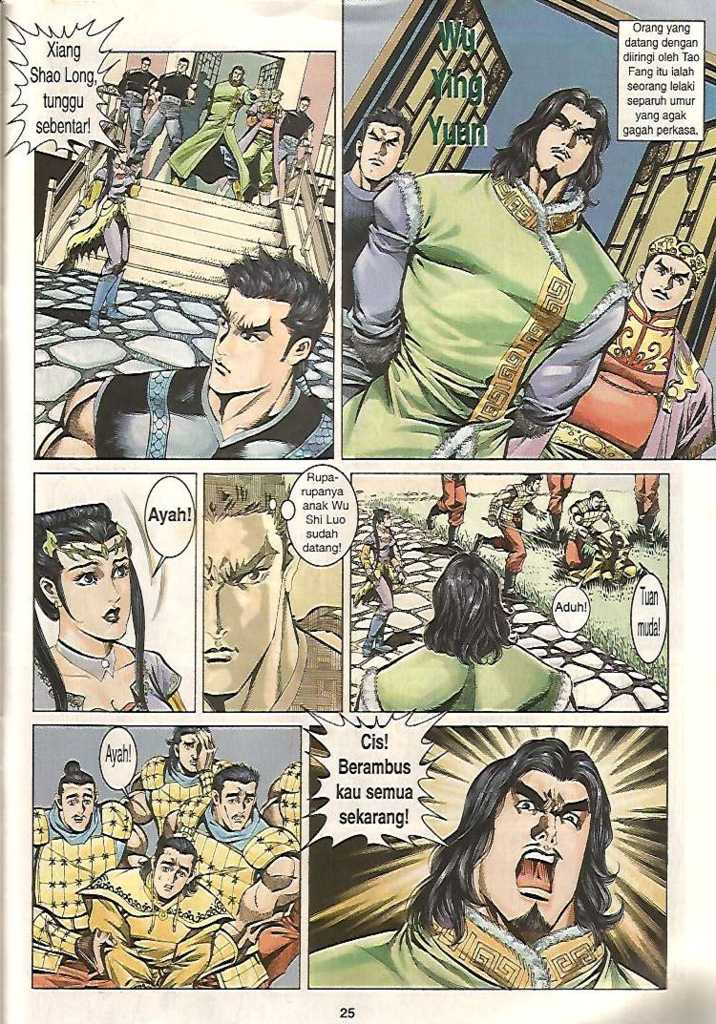 Xiang
Shao Long,
tunggu
sebentar!
Wu
Ying
Yuan
Orang yang
datang dengan
diiringi oleh Tao
Fang itu ialah
seorang
separuh umur
yang agak
gagah perkasa.
Ayah!
Rupa-
rupanya
anak Wu
Shi Luo
sudah
datang!
Aduh!
Tuan
muda!
Ayah!
Cis!
Berambus
kau semua
sekarang!
25